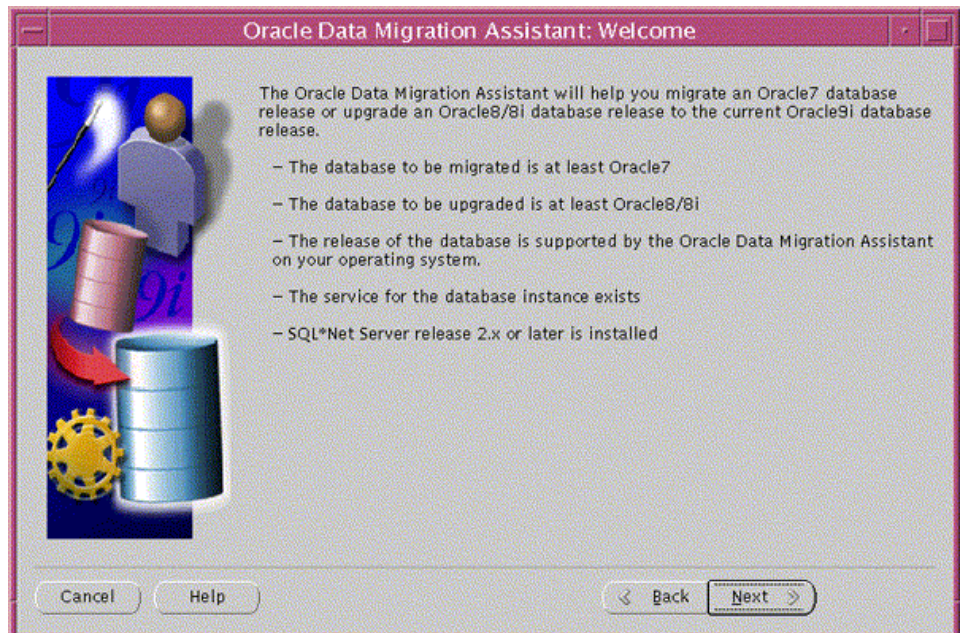 Oracle Data Migration Assistant: Welcome
The Oracle Data Migration Assistant will help you migrate an Oracle7 database
release or upgrade an Oracle8/8i database release to the current Oracle9i database
release.
– The database to be migrated is at least Oracle7
– The database to be upgraded is at least Oracle8/8i
– The release of the database is supported by the Oracle Data Migration Assistant
on your operating system.
– The service for the database instance exists
– SQL*Net Server release 2.x or later is installed
9i
9i
9i
Cancel
Help
Back
Next